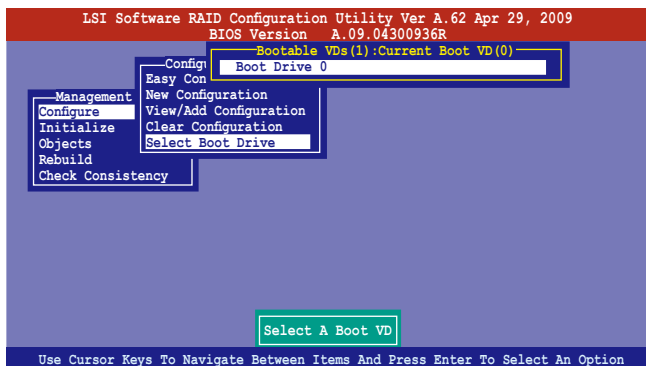 LSI Software RAID Configuration Utility Ver A.62 Apr 29, 2009
BIOS Version A.09.04300936R
Bootable VDs(1):Current Boot VD(0)
Boot Drive 0
Configu
Easy Con
New Configuration
View/Add Configuration
Clear Configuration
Select Boot Drive
Management
Configure
Initialize
Objects
Rebuild
Check Consistency
Select A Boot VD
Use Cursor Keys To Navigate Between Items And Press Enter To Select An Option